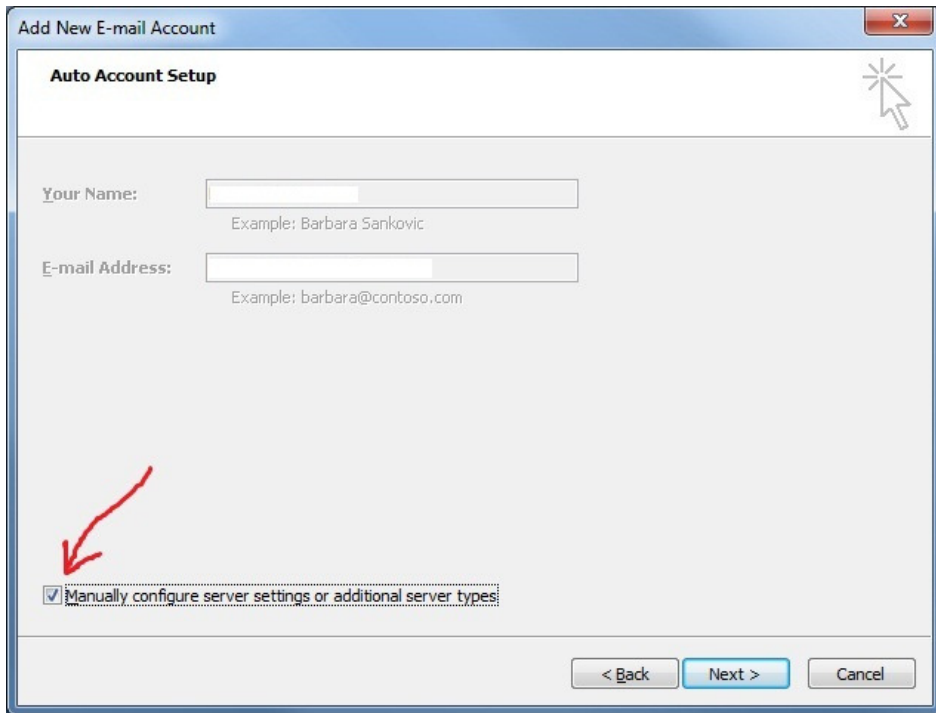 Add New E-mail Account
Auto Account Setup
Your Name:
Example: Barbara Sankovic
E-mail Address:
Example: barbara@contoso.com
Manually configure server settings or additional server types
< Back Next > Cancel